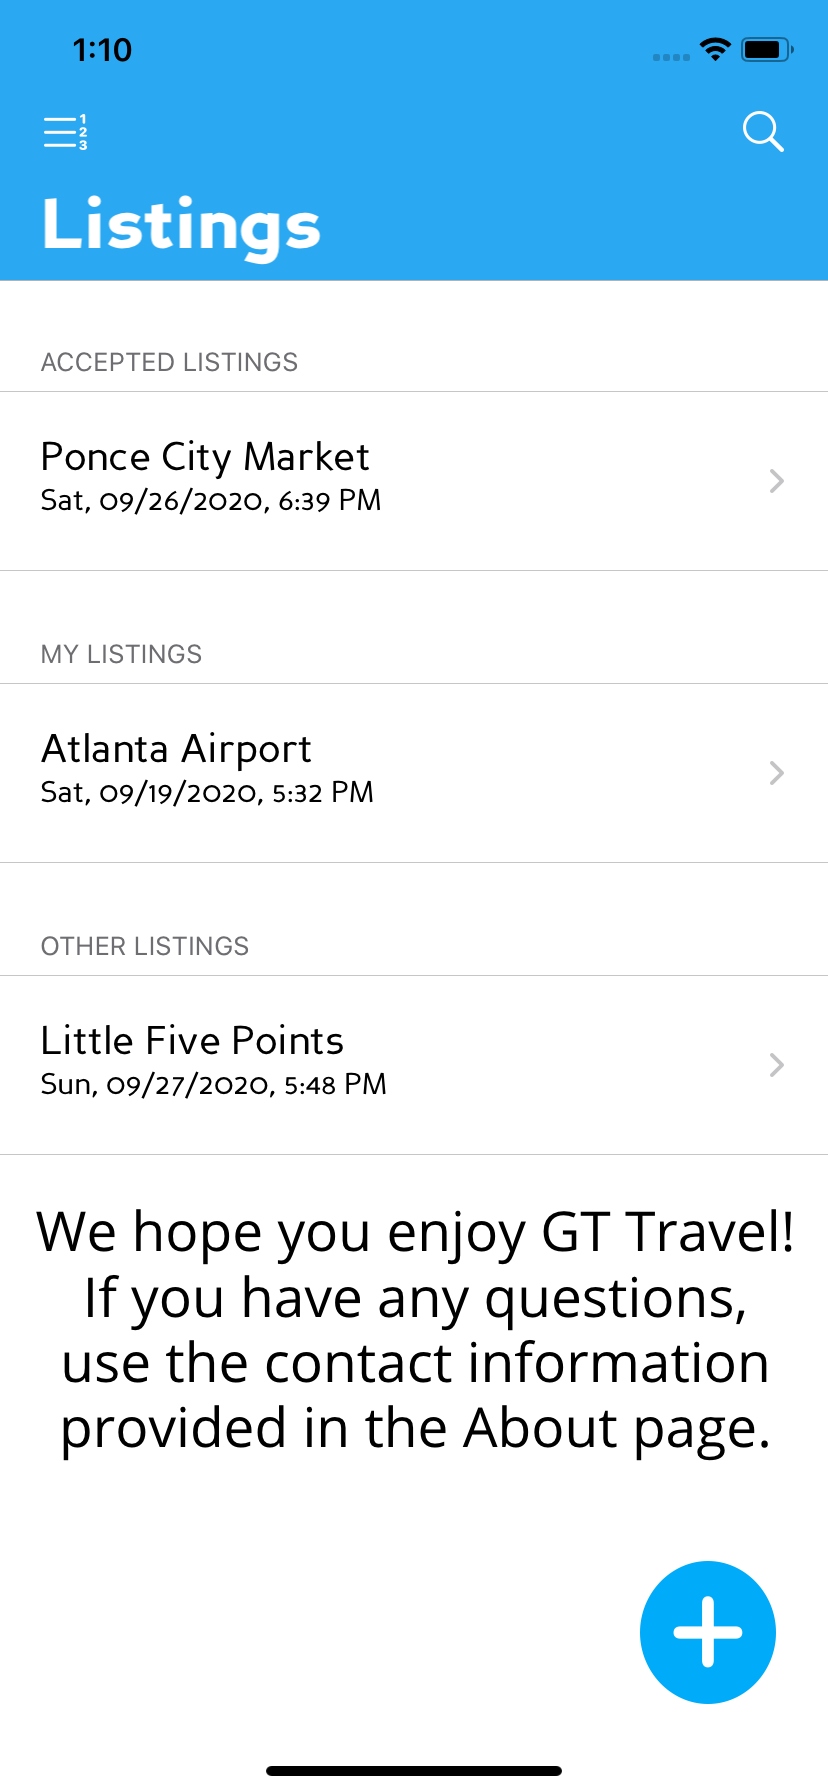 1:10
1
2
3
Listings
ACCEPTED LISTINGS
Ponce City Market
Sat, 09/26/2020, 6:39 PM
MY LISTINGS
Atlanta Airport
Sat, 09/19/2020, 5:32 PM
OTHER LISTINGS
Little Five Points
Sun, 09/27/2020, 5:48 PM
We hope you enjoy GT Travel!
If you have any questions,
use the contact information
provided in the About page.